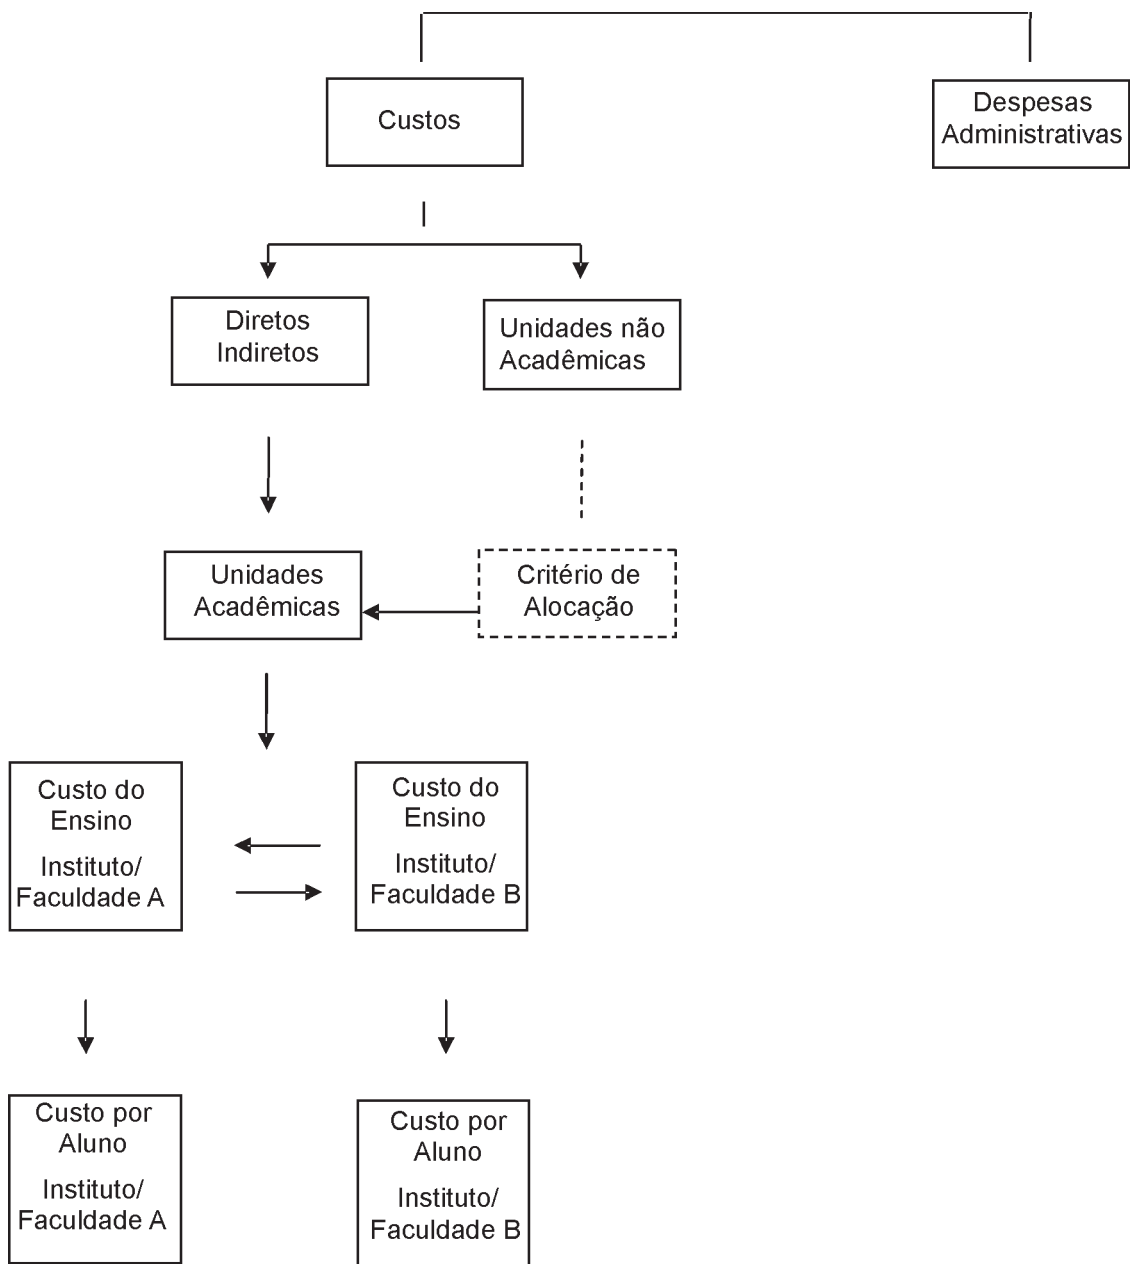 Custos
Despesas
Administrativas
Diretos
Indiretos
Unidades não
Acadêmicas
Unidades
Acadêmicas
Critério de
Alocação
Custo do
Ensino
Instituto/
Faculdade A
Custo do
Ensino
Instituto/
Faculdade B
Custo por
Aluno
Instituto/
Faculdade A
Custo por
Aluno
Instituto/
Faculdade B